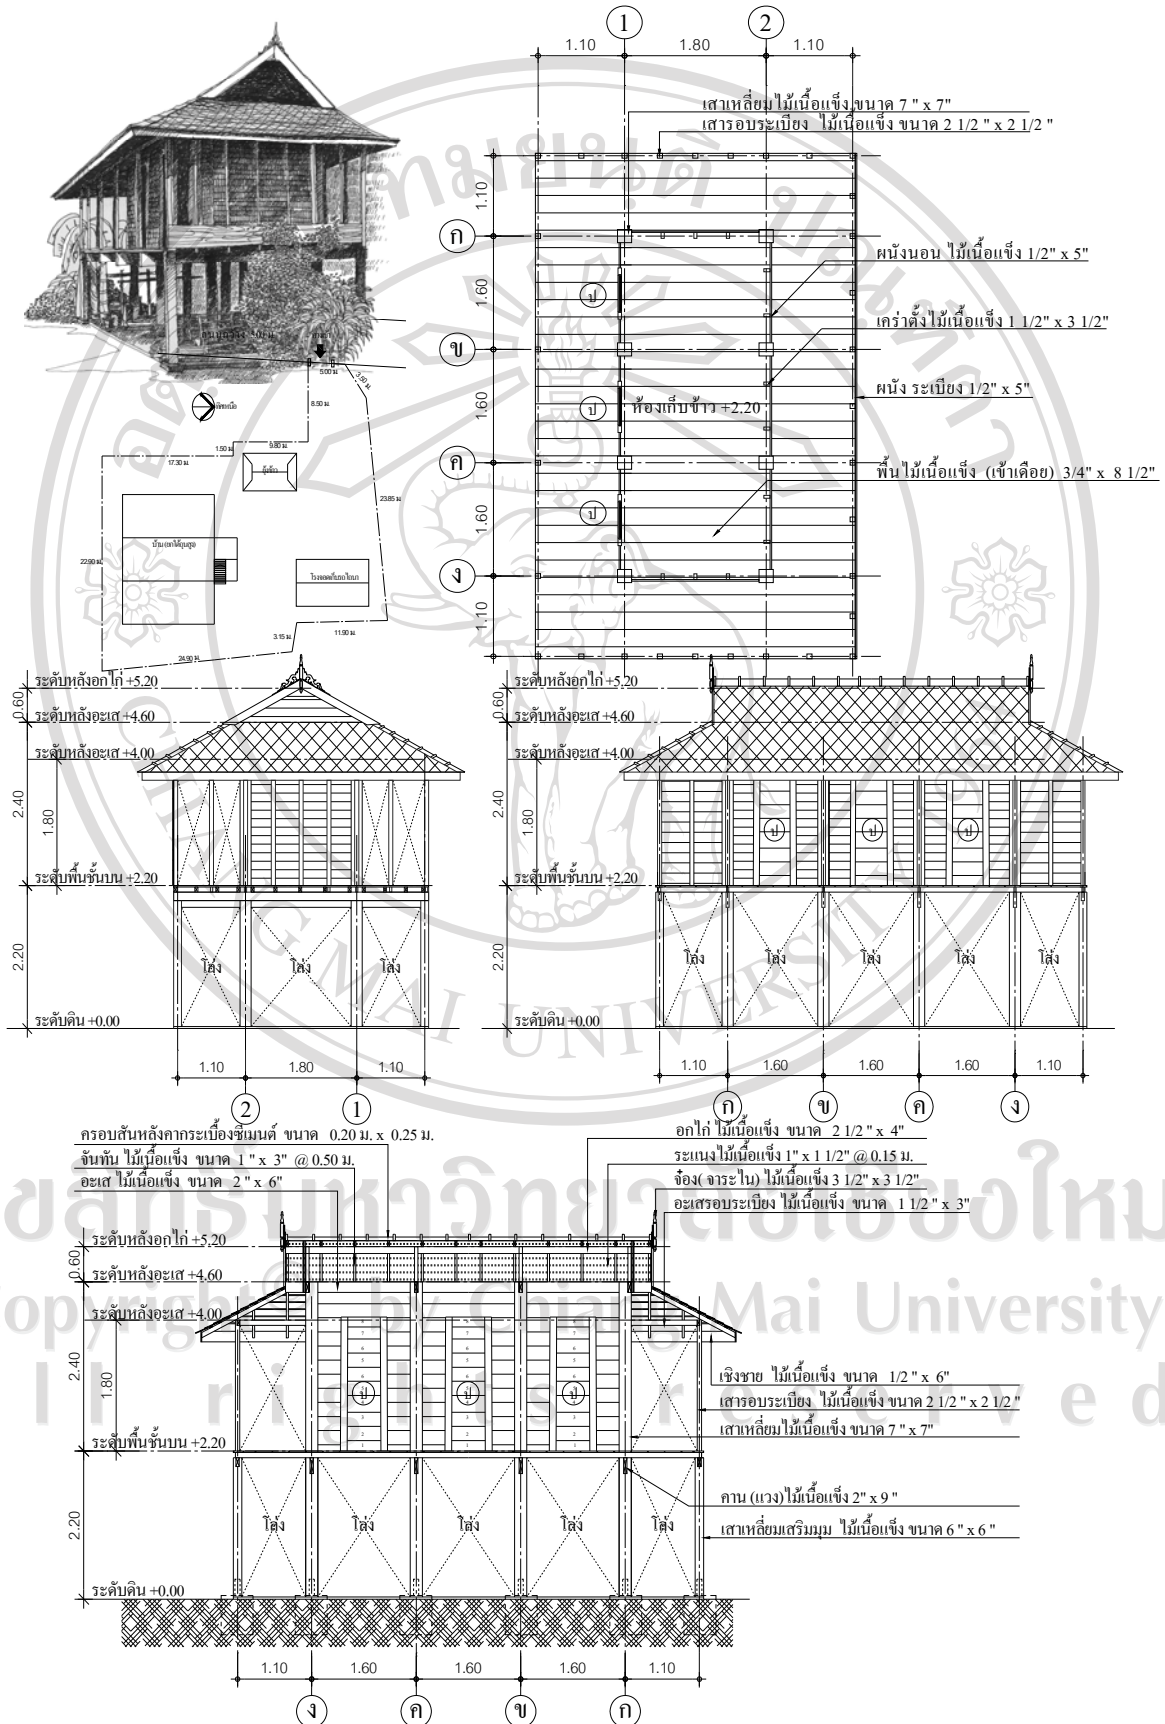 1
2
1.10
1.80
1.10
เสาเหลี่ยม ไม้เนื้อแข็ง ขนาด 7 " x 7"
เสารอบระเบียง ไม้เนื้อแข็ง ขนาด 2 1/2 " x 2 1/2 "
1.10
ก
ผนังนอน ไม้เนื้อแข็ง 1/2" x 5"
1.60
ป
เคร่าตั้งไม้เนื้อแข็ง 1 1/2" x 3 1/2"
ข
ผนัง ระเบียง 1/2" x 5"
1.60
ป
ห้องเก็บข้าว +2.20
ค
พื้น ไม้เนื้อแข็ง (เข้าเดือย) 3/4" x 8 1/2"
1.60
ป
ง
1.10
5.00 ม.
3.50 ม.
8.50 ม.
ทิศเหนือ
1.50 ม.
9.80 ม.
17.30 ม.
ยุ้งข้าว
23.85 ม.
22.90 ม.
3.15 ม.
11.90 ม.
24.90 ม.
ระดับหลังอกไก่ +5.20
0.60
ระดับหลังอะเส +4.60
ระดับหลังอะเส +4.00
2.40
1.80
ระดับพื้นชั้นบน +2.20
2.20
โล่ง
โล่ง
โล่ง
ระดับดิน +0.00
1.10
1.80
1.10
2
1
ระดับหลังอกไก่ +5.20
0.60
ระดับหลังอะเส +4.60
ระดับหลังอะเส +4.00
2.40
1.80
ป
ป
ป
ระดับพื้นชั้นบน +2.20
2.20
โล่ง
โล่ง
โล่ง
โล่ง
โล่ง
ระดับดิน +0.00
1.10
1.60
1.60
1.60
1.10
ก
ข
ค
ง
ครอบสันหลังคากระเบื้องซีเมนต์ ขนาด 0.20 ม. x 0.25 ม.
จันทัน ไม้เนื้อแข็ง ขนาด 1 " x 3" @ 0.50 ม.
อะเส ไม้เนื้อแข็ง ขนาด 2 " x 6"
อกไก่ ไม้เนื้อแข็ง ขนาด 2 1/2 " x 4"
ระแนง ไม้เนื้อแข็ง 1" x 1 1/2" @ 0.15 ม.
จ๋อง( จาระไน) ไม้เนื้อแข็ง 3 1/2" x 3 1/2"
อะเสรอบระเบียง ไม้เนื้อแข็ง ขนาด 1 1/2 " x 3"
ระดับหลังอกไก่ +5.20
0.60
ระดับหลังอะเส +4.60
ระดับหลังอะเส +4.00
2.40
1.80
ป
ป
ป
เชิงชาย ไม้เนื้อแข็ง ขนาด 1/2 " x 6"
เสารอบระเบียง ไม้เนื้อแข็ง ขนาด 2 1/2 " x 2 1/2 "
เสาเหลี่ยม ไม้เนื้อแข็ง ขนาด 7 " x 7"
ระดับพื้นชั้นบน +2.20
คาน (แวง) ไม้เนื้อแข็ง 2" x 9 "
2.20
โล่ง
โล่ง
โล่ง
โล่ง
โล่ง
เสาเหลี่ยมเสริมมุม ไม้เนื้อแข็ง ขนาด 6 " x 6 "
ระดับดิน +0.00
1.10
1.60
1.60
1.60
1.10
ง
ค
ข
ก
CHIANG MAI UNIVERSITY
by Chiang Mai University
rights reserved